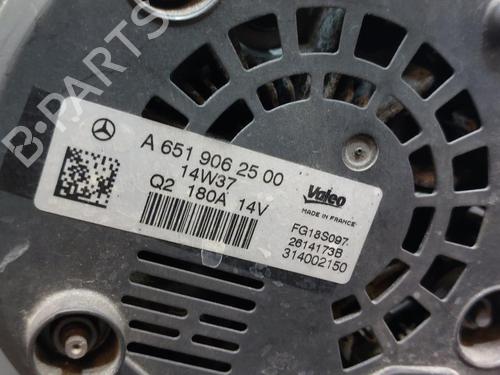 A 651 906 25 00
14W37
Q2 180A 14V
Valeo
MADE IN FRANCE
FG18S097.
2614173B
314002150
B-PARTS